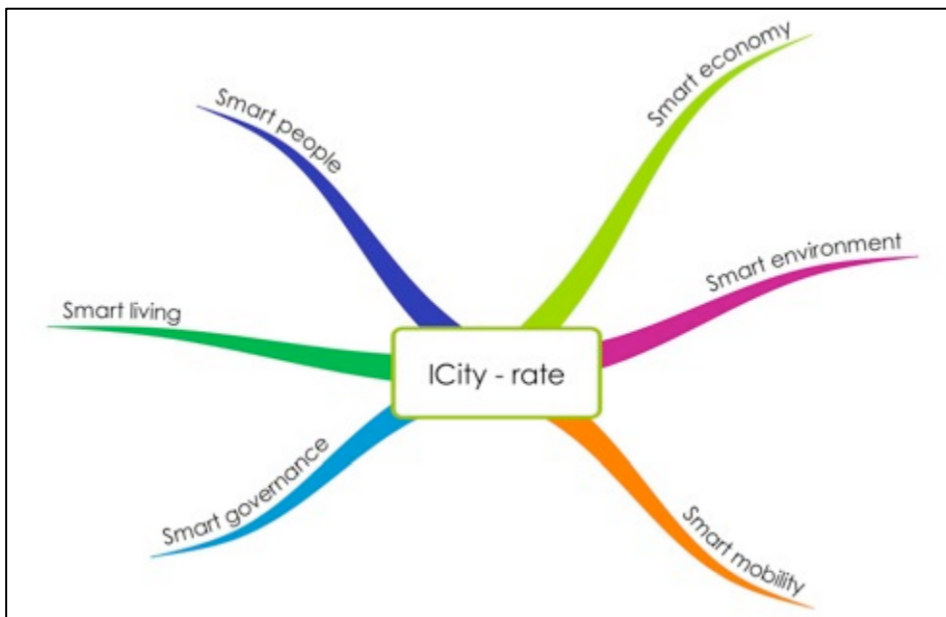 Smart economy
Smart people
Smart environment
Smart living
ICity - rate
Smart governance
Smart mobility